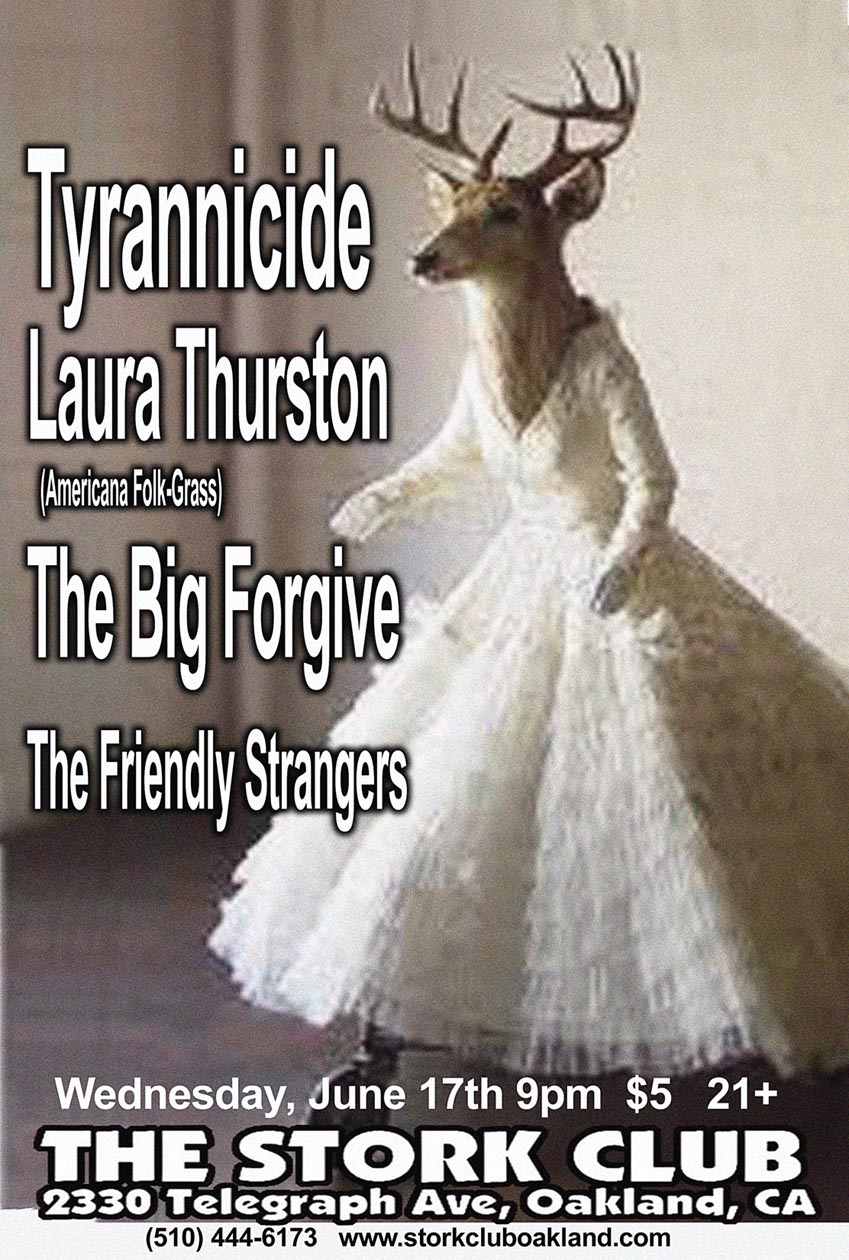 Tyrannicide
Laura Thurston
(Americana Folk-Grass)
The Big Forgive
The Friendly Strangers
Wednesday, June 17th 9pm $5 21+
THE STORK CLUB
2330 Telegraph Ave, Oakland, CA
(510) 444-6173 www.storkcluboakland.com